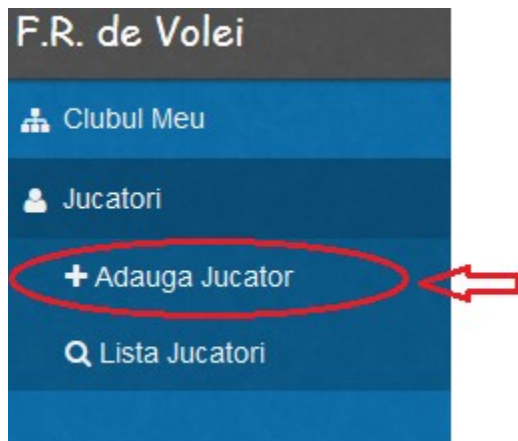 F.R. de Volei
Clubul Meu
Jucatori
Adauga Jucator
Lista Jucatori